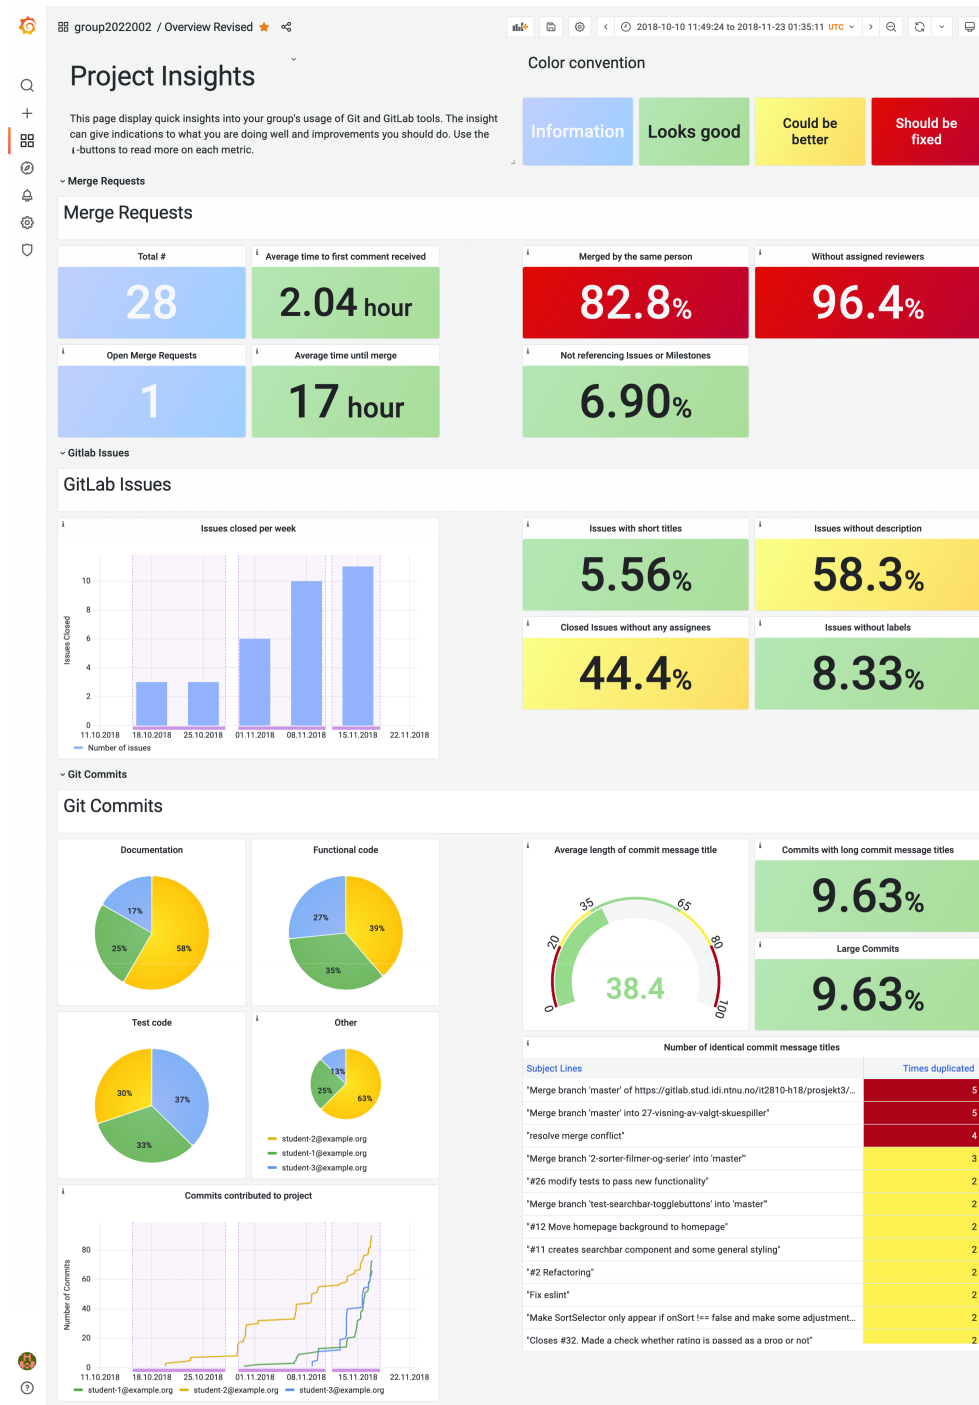 group2022002 / Overview Revised
2018-10-10 11:49:24 to 2018-11-23 01:35:11 UTC
Project Insights
This page display quick insights into your group's usage of Git and GitLab tools. The insight
can give indications to what you are doing well and improvements you should do. Use the
i -buttons to read more on each metric.
Color convention
Information
Looks good
Could be
better
Should be
fixed
Merge Requests
Merge Requests
Total #
28
Average time to first comment received
2.04 hour
Merged by the same person
82.8%
Without assigned reviewers
96.4%
Open Merge Requests
1
Average time until merge
17 hour
Not referencing Issues or Milestones
6.90%
Gitlab Issues
GitLab Issues
Issues closed per week
Issues Closed
10
8
6
4
2
0
11.10.2018 18.10.2018 25.10.2018 01.11.2018 08.11.2018 15.11.2018 22.11.2018
Number of issues
Issues with short titles
5.56%
Issues without description
58.3%
Closed Issues without any assignees
44.4%
Issues without labels
8.33%
Git Commits
Git Commits
Documentation
17%
25%
58%
Functional code
27%
39%
35%
Test code
30%
37%
33%
Other
13%
25%
63%
student-2@example.org
student-1@example.org
student-3@example.org
Average length of commit message title
0
20
35
65
80
100
38.4
Commits with long commit message titles
9.63%
Large Commits
9.63%
Number of identical commit message titles
Subject Lines Times duplicated
"Merge branch 'master' of https://gitlab.stud.idi.ntnu.no/it2810-h18/prosjekt3/... 5
"Merge branch 'master' into 27-visning-av-valgt-skuespiller" 5
"resolve merge conflict" 4
"Merge branch '2-sorter-filmer-og-serier' into 'master'" 3
"#26 modify tests to pass new functionality" 2
"Merge branch 'test-searchbar-togglebuttons' into 'master'" 2
"#12 Move homepage background to homepage" 2
"#11 creates searchbar component and some general styling" 2
"#2 Refactoring" 2
"Fix eslint" 2
"Make SortSelector only appear if onSort !== false and make some adjustment... 2
"Closes #32. Made a check whether rating is passed as a prop or not" 2
Commits contributed to project
Number of Commits
80
60
40
20
0
11.10.2018 18.10.2018 25.10.2018 01.11.2018 08.11.2018 15.11.2018 22.11.2018
student-1@example.org student-2@example.org student-3@example.org